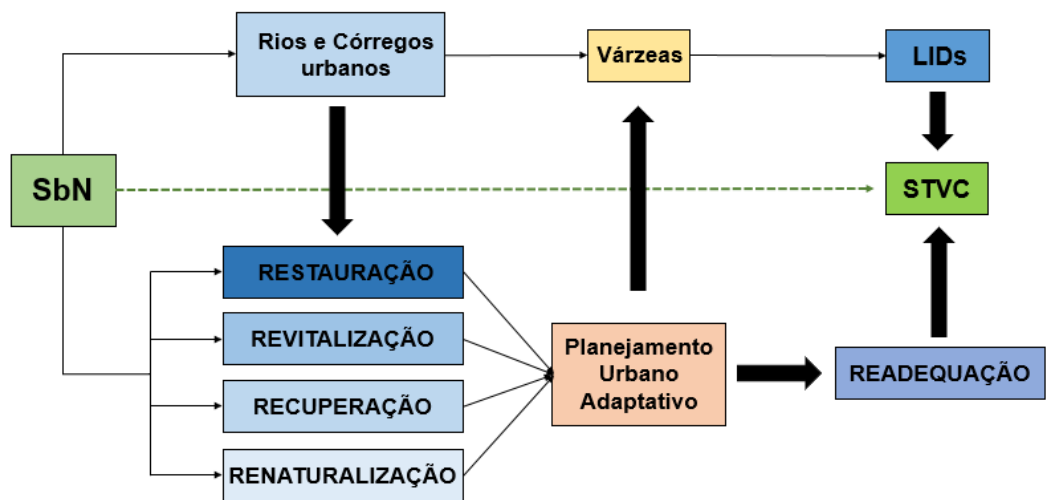 Rios e Córregos
urbanos
Várzeas
LIDs
SbN
STVC
RESTAURAÇÃO
REVITALIZAÇÃO
RECUPERAÇÃO
RENATURALIZAÇÃO
Planejamento
Urbano
Adaptativo
READEQUAÇÃO